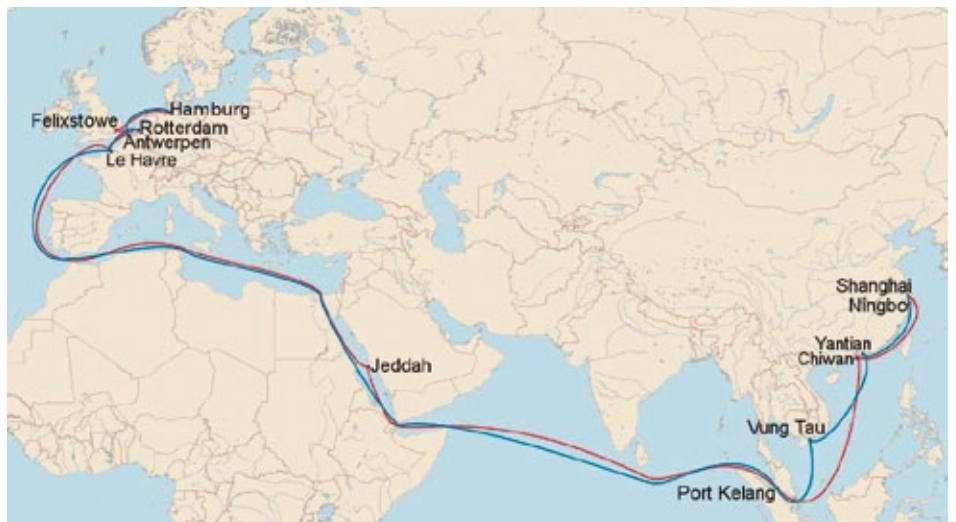 Hamburg
Felixstowe
Rotterdam
Antwerpen
Le Havre
Shanghai
Ningbo
Yantian
Chiwan
Jeddah
Vung Tau
Port Kelang